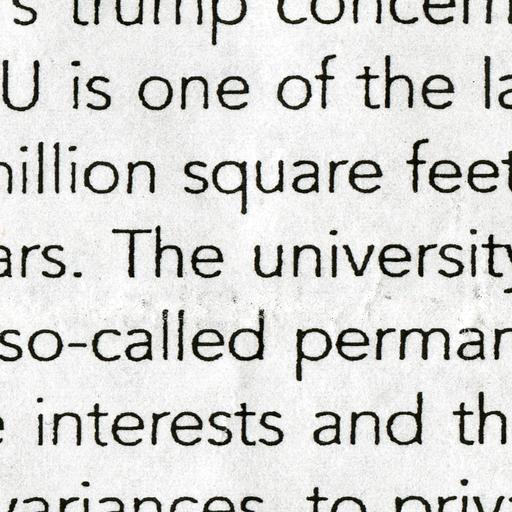 's trump concern
U is one of the la
million square feet
ars. The university
so-called perman
e interests and th
variances, to priva